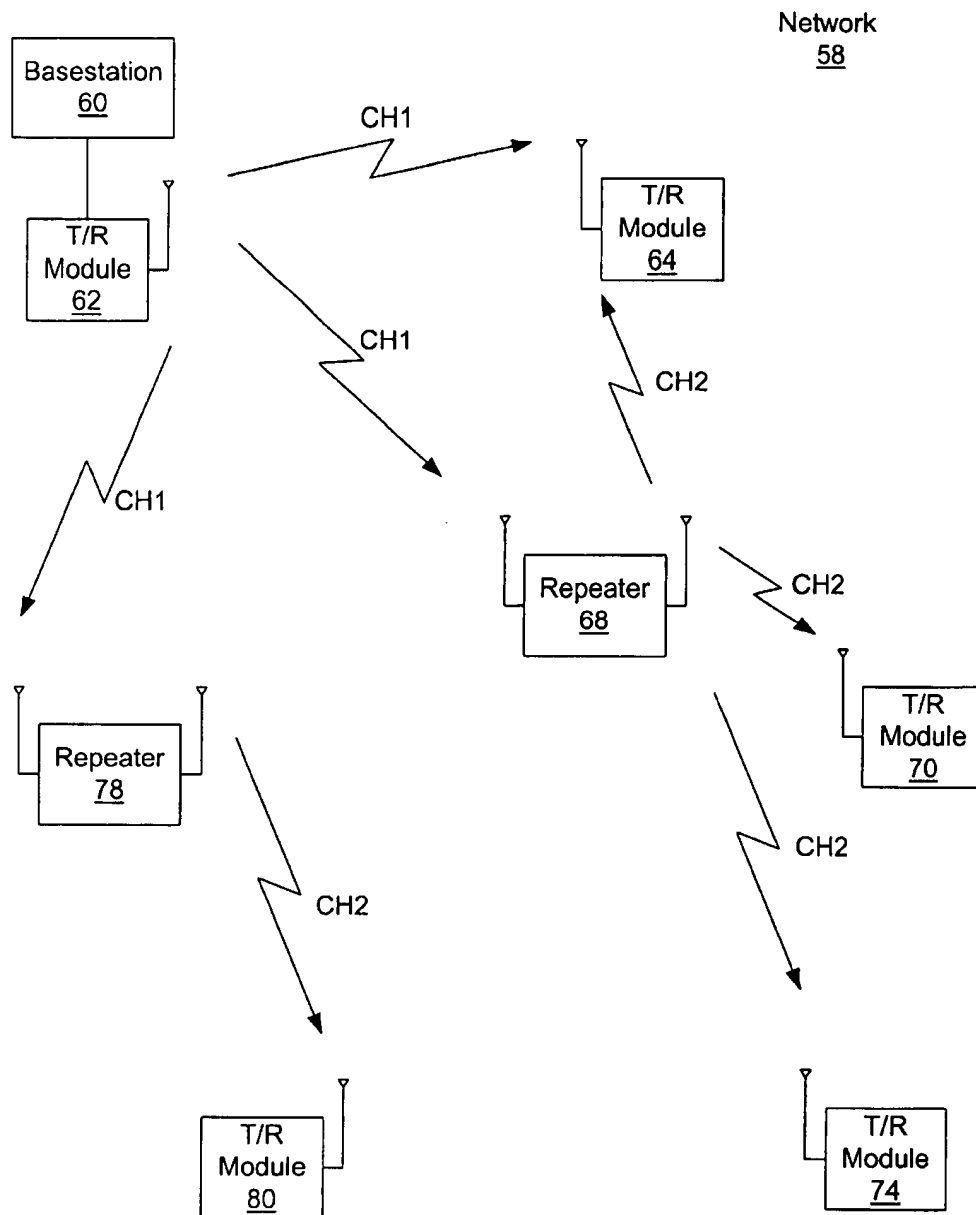 Network
58
Basestation
60
CH1
T/R
Module
62
T/R
Module
64
CH1
CH2
CH1
Repeater
68
CH2
T/R
Module
70
Repeater
78
CH2
CH2
T/R
Module
80
T/R
Module
74